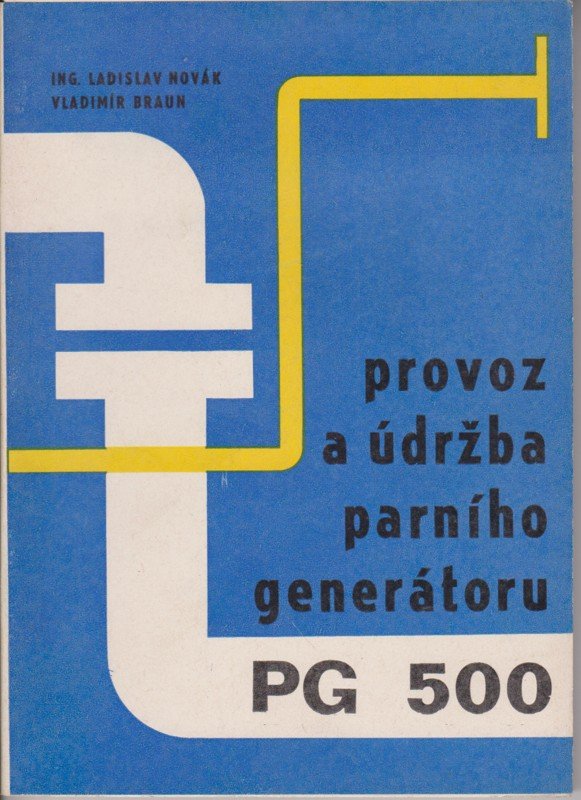 ING. LADISLAV NOVÁK
VLADIMÍR BRAUN
provoz
a údržba
parního
generátoru
PG 500